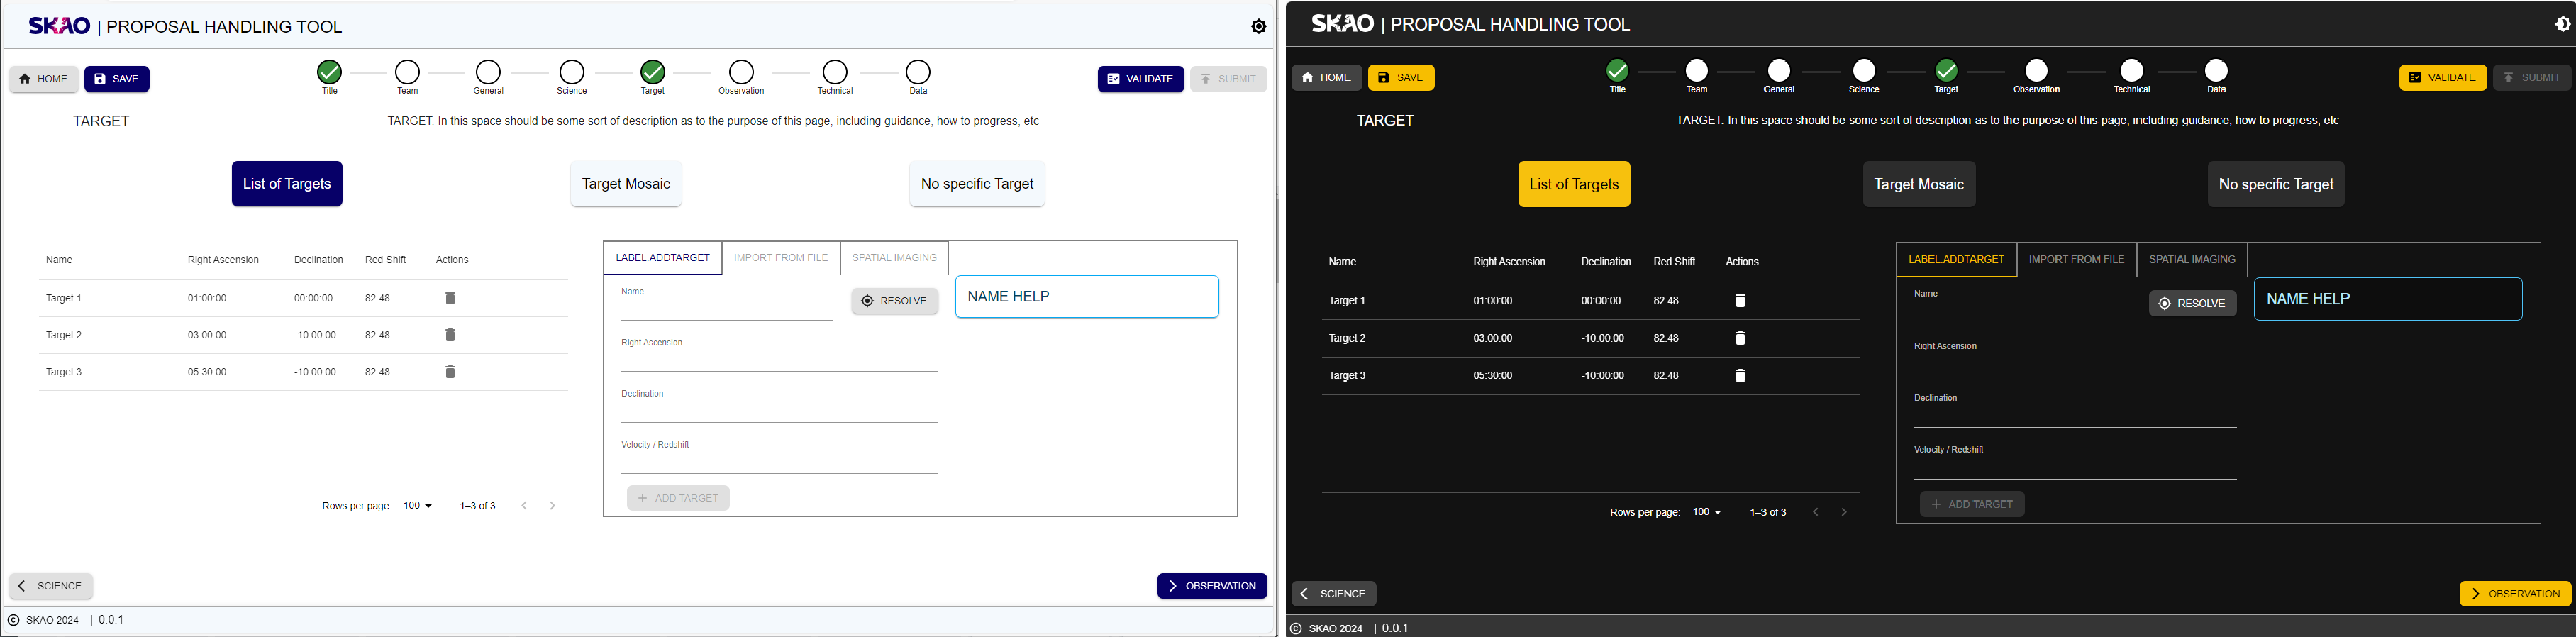 SKAO | PROPOSAL HANDLING TOOL
HOME SAVE
Title Team General Science Target Observation Technical Data
VALIDATE SUBMIT
TARGET
TARGET. In this space should be some sort of description as to the purpose of this page, including guidance, how to progress, etc
List of Targets Target Mosaic No specific Target
Name Right Ascension Declination Red Shift Actions
Target 1 01:00:00 00:00:00 82.48
Target 2 03:00:00 -10:00:00 82.48
Target 3 05:30:00 -10:00:00 82.48
Rows per page: 100 1–3 of 3
LABEL.ADDTARGET IMPORT FROM FILE SPATIAL IMAGING
Name
RESOLVE
NAME HELP
Right Ascension
Declination
Velocity / Redshift
+ ADD TARGET
SCIENCE OBSERVATION
© SKAO 2024 | 0.0.1
SKAO | PROPOSAL HANDLING TOOL
HOME SAVE
Title Team General Science Target Observation Technical Data
VALIDATE SUBMIT
TARGET
TARGET. In this space should be some sort of description as to the purpose of this page, including guidance, how to progress, etc
List of Targets Target Mosaic No specific Target
Name Right Ascension Declination Red Shift Actions
Target 1 01:00:00 00:00:00 82.48
Target 2 03:00:00 -10:00:00 82.48
Target 3 05:30:00 -10:00:00 82.48
Rows per page: 100 1–3 of 3
LABEL.ADDTARGET IMPORT FROM FILE SPATIAL IMAGING
Name
RESOLVE
NAME HELP
Right Ascension
Declination
Velocity / Redshift
+ ADD TARGET
SCIENCE OBSERVATION
© SKAO 2024 | 0.0.1